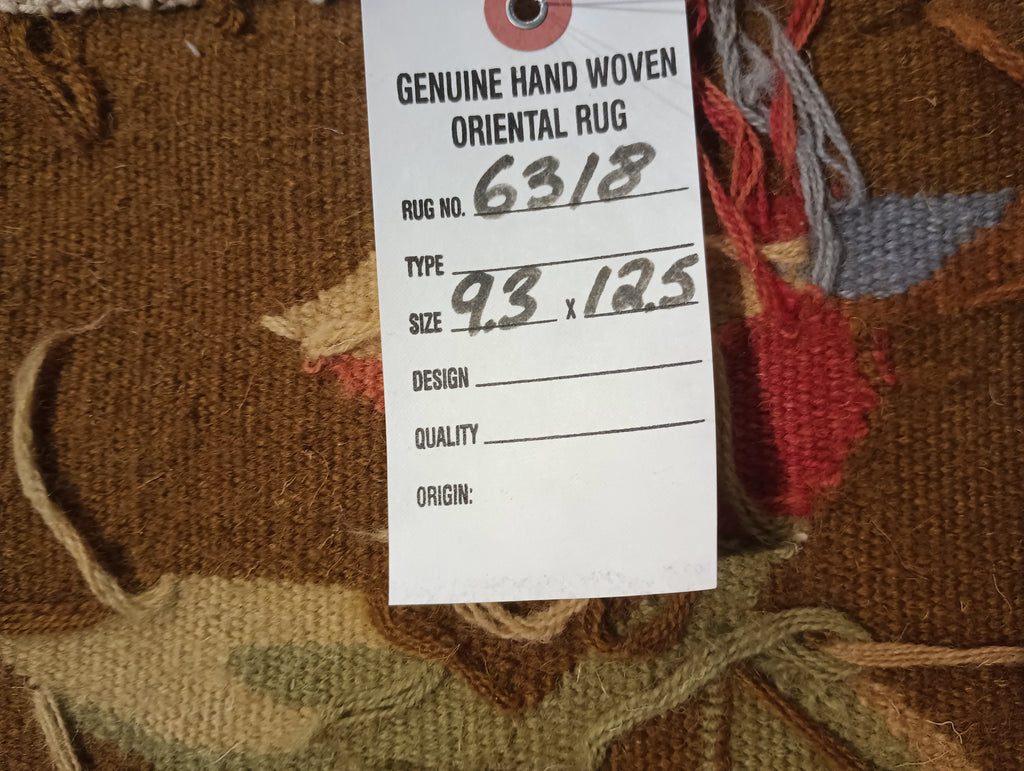 GENUINE HAND WOVEN
ORIENTAL RUG
RUG NO. 6318
TYPE
SIZE 9.3 X 12.5
DESIGN
QUALITY
ORIGIN: